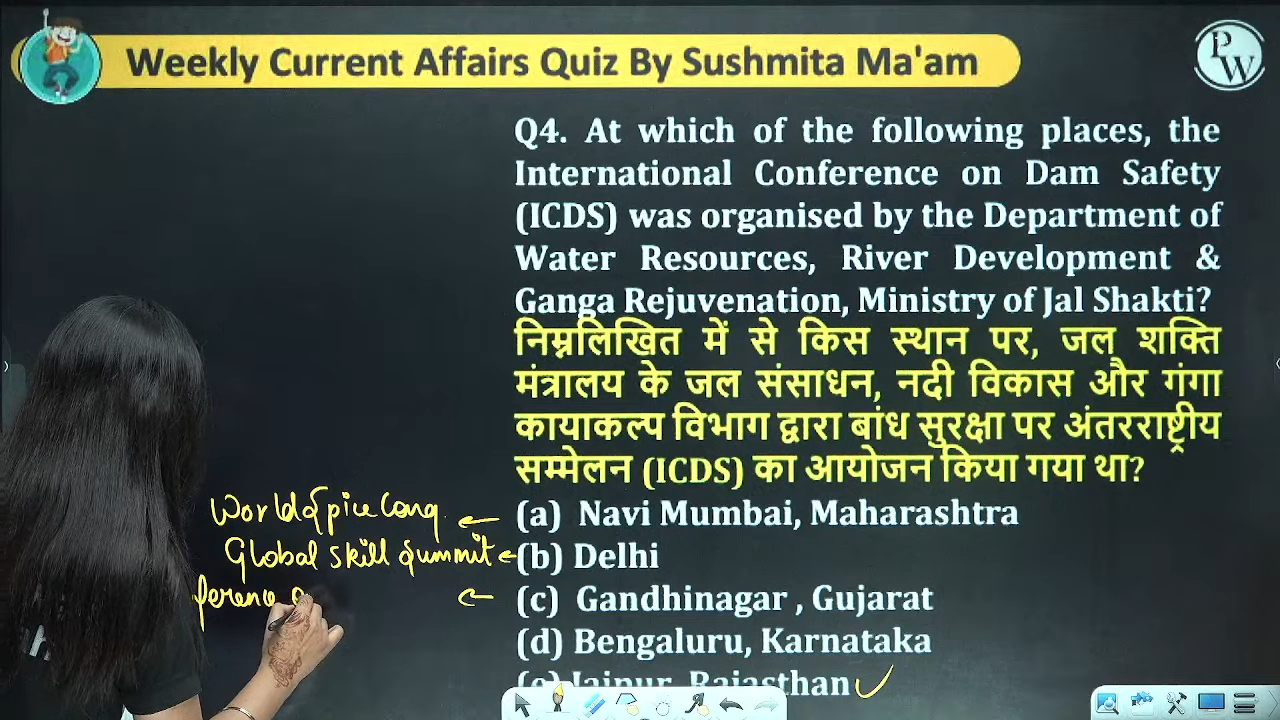 Weekly Current Affairs Quiz By Sushmita Ma'am
PW
Q4. At which of the following places, the
International Conference on Dam Safety
(ICDS) was organised by the Department of
Water Resources, River Development &
Ganga Rejuvenation, Ministry of Jal Shakti?
निम्नलिखित में से किस स्थान पर, जल शक्ति
मंत्रालय के जल संसाधन, नदी विकास और गंगा
कायाकल्प विभाग द्वारा बांध सुरक्षा पर अंतरराष्ट्रीय
सम्मेलन (ICDS) का आयोजन किया गया था?
World Spice Cong
(a) Navi Mumbai, Maharashtra
Global skill summit
(b) Delhi
ference
(c) Gandhinagar , Gujarat
(d) Bengaluru, Karnataka
(e) Jaipur, Rajasthan